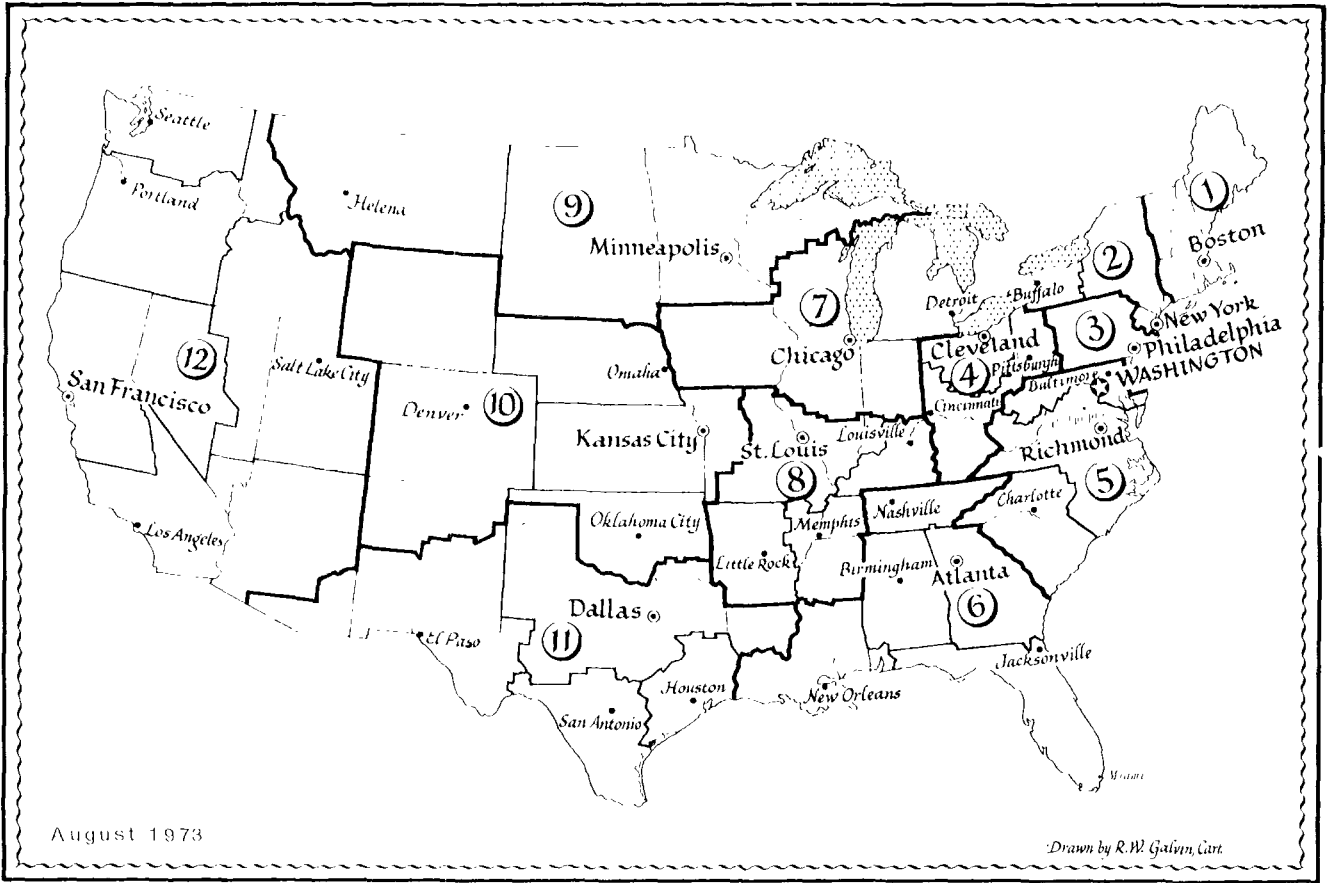 Seattle
Portland
Helena
9
Minneapolis
1
Boston
2
Buffalo
Detroit
7
3
New York
Philadelphia
Cleveland
Pittsburgh
Chicago
4
Baltimore
WASHINGTON
12
Salt Lake City
Omaha
San Francisco
Denver
10
Cincinnati
Kansas City
St. Louis
Louisville
Richmond
8
5
Charlotte
Nashville
Memphis
Oklahoma City
Los Angeles
Little Rock
Birmingham
Atlanta
6
Dallas
El Paso
11
Jacksonville
Houston
New Orleans
San Antonio
Miami
August 1973
Drawn by R.W. Galvin, Cart.